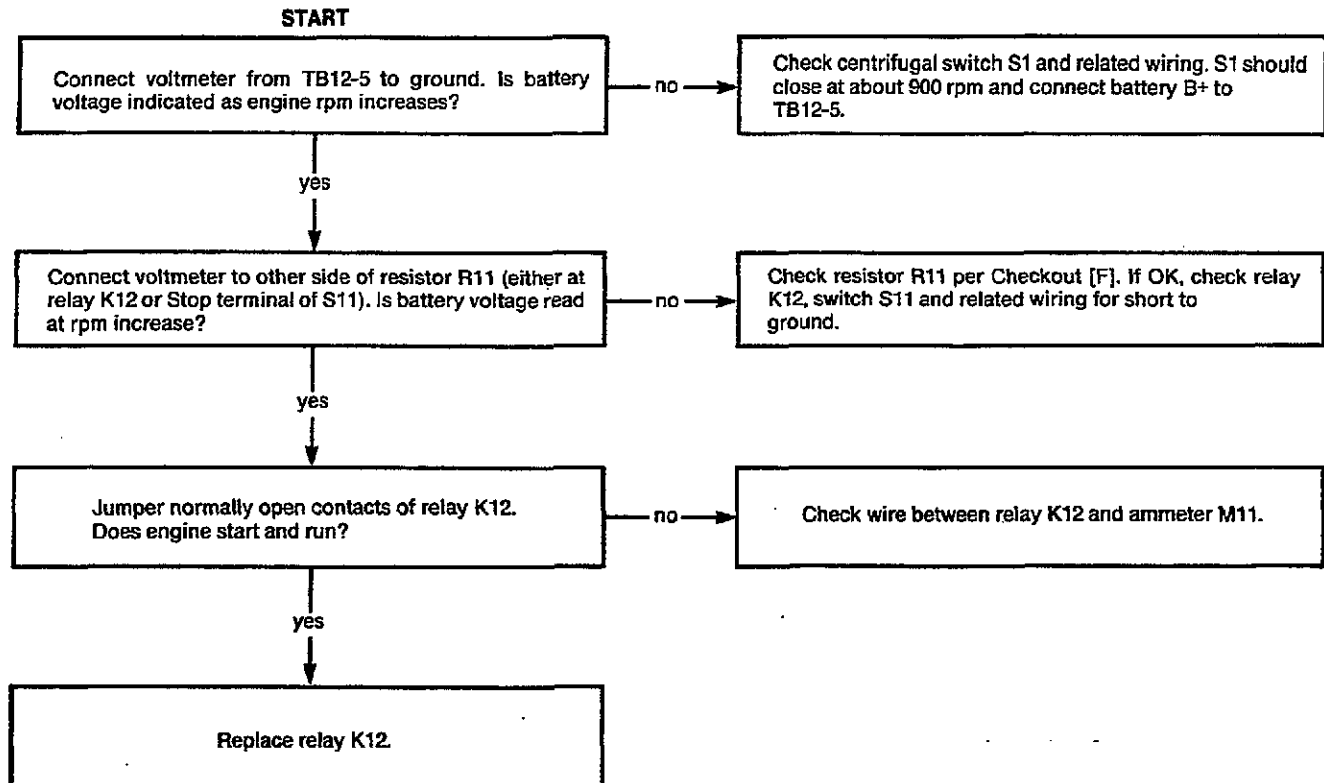 START
Connect voltmeter from TB12-5 to ground. Is battery
voltage indicated as engine rpm increases?
no
Check centrifugal switch S1 and related wiring. S1 should
close at about 900 rpm and connect battery B+ to
TB12-5.
yes
Connect voltmeter to other side of resistor R11 (either at
relay K12 or Stop terminal of S11). Is battery voltage read
at rpm increase?
no
Check resistor R11 per Checkout [F]. If OK, check relay
K12, switch S11 and related wiring for short to
ground.
yes
Jumper normally open contacts of relay K12.
Does engine start and run?
no
Check wire between relay K12 and ammeter M11.
yes
Replace relay K12.